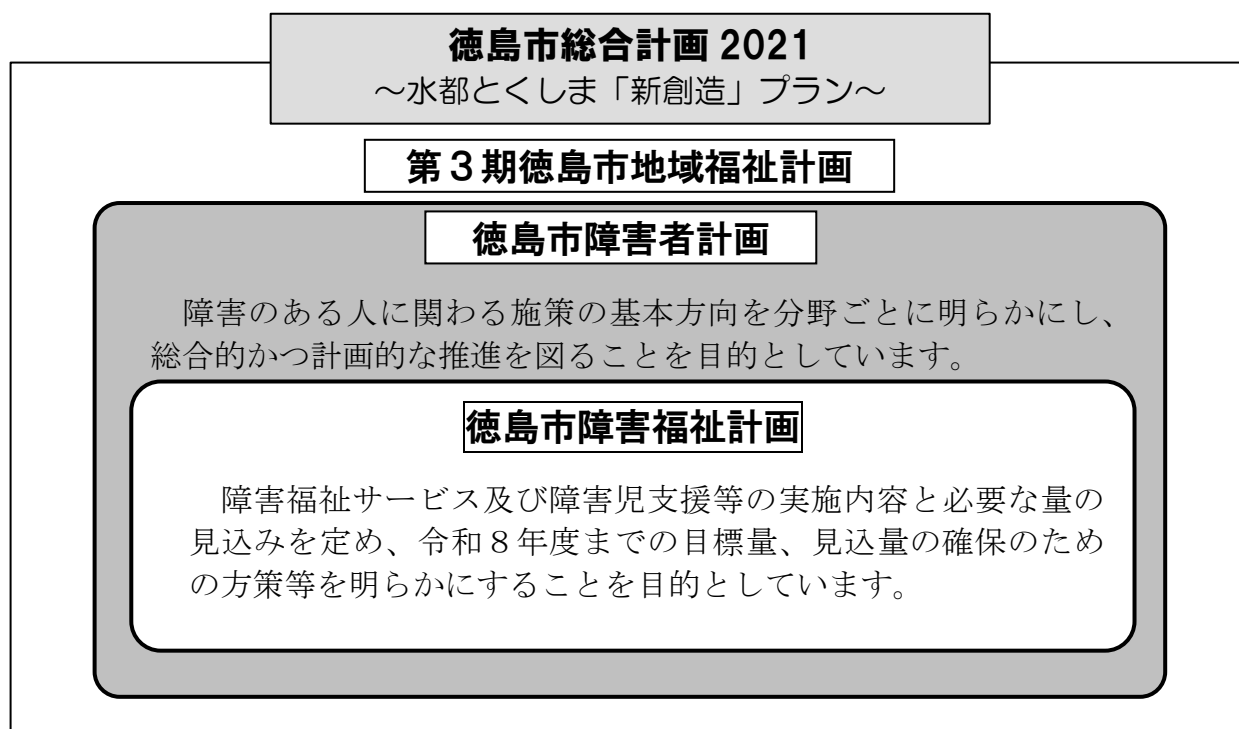 徳島市総合計画 2021
～水都とくしま「新創造」プラン～
第３期徳島市地域福祉計画
徳島市障害者計画
障害のある人に関わる施策の基本方向を分野ごとに明らかにし、
総合的かつ計画的な推進を図ることを目的としています。
徳島市障害福祉計画
障害福祉サービス及び障害児支援等の実施内容と必要な量の
見込みを定め、令和８年度までの目標量、見込量の確保のため
の方策等を明らかにすることを目的としています。